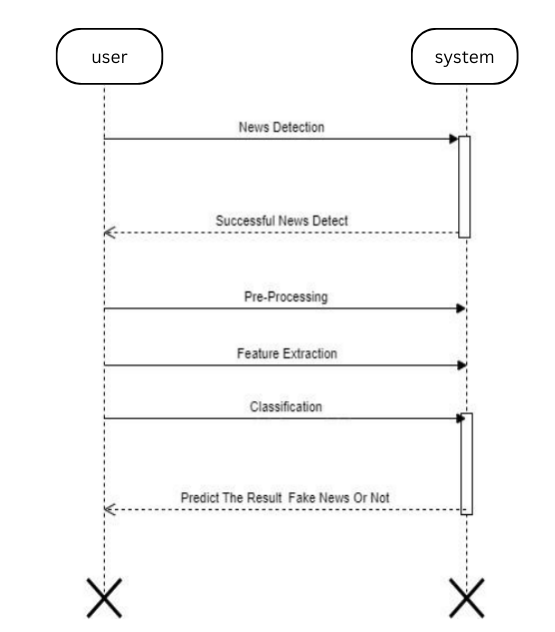 user
system
News Detection
Successful News Detect
Pre-Processing
Feature Extraction
Classification
Predict The Result Fake News Or Not